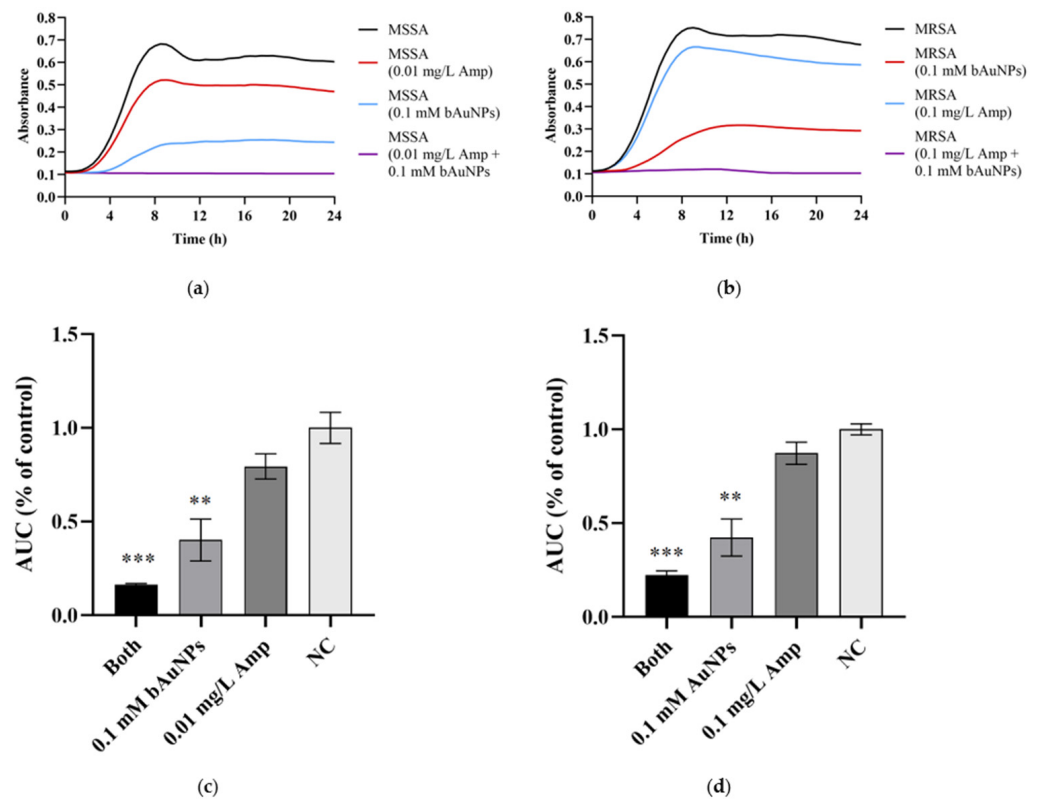 0.8
0.7
0.6
0.5
0.4
0.3
0.2
0.1
0.0
Absorbance
0 4 8 12 16 20 24
Time (h)
MSSA
MSSA
(0.01 mg/L Amp)
MSSA
(0.1 mM bAuNPs)
MSSA
(0.01 mg/L Amp +
0.1 mM bAuNPs
(a)
0.8
0.7
0.6
0.5
0.4
0.3
0.2
0.1
0.0
Absorbance
0 4 8 12 16 20 24
Time (h)
MRSA
MRSA
(0.1 mM bAuNPs)
MRSA
(0.1 mg/L Amp)
MRSA
(0.1 mg/L Amp +
0.1 mM bAuNPs)
(b)
1.5
1.0
0.5
0.0
AUC (% of control)
***
**
Both
0.1 mM bAuNPs
0.01 mg/L Amp
NC
(c)
1.5
1.0
0.5
0.0
AUC (% of control)
***
**
Both
0.1 mM AuNPs
0.1 mg/L Amp
NC
(d)